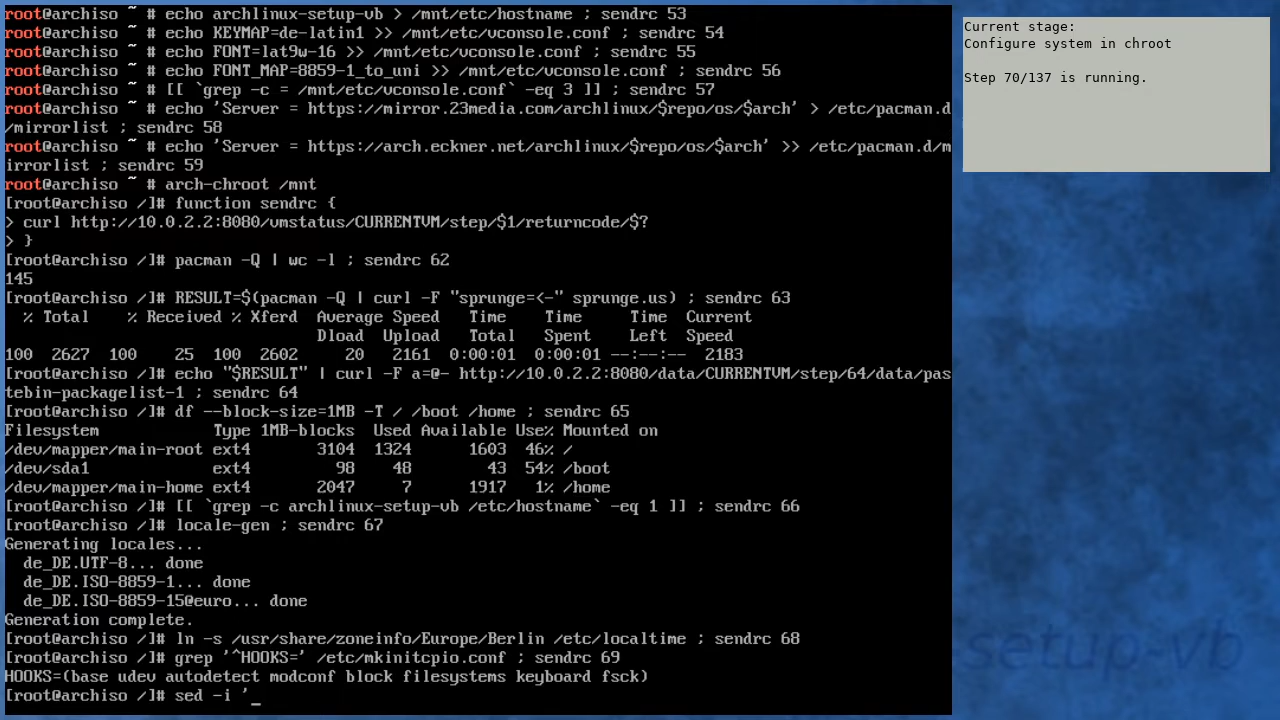 root@archiso ~ # echo archlinux-setup-vb > /mnt/etc/hostname ; sendrc 53
root@archiso ~ # echo KEYMAP=de-latin1 >> /mnt/etc/vconsole.conf ; sendrc 54
root@archiso ~ # echo FONT=lat9w-16 >> /mnt/etc/vconsole.conf ; sendrc 55
root@archiso ~ # echo FONT_MAP=8859-1_to_uni >> /mnt/etc/vconsole.conf ; sendrc 56
root@archiso ~ # [[ `grep -c = /mnt/etc/vconsole.conf` -eq 3 ]] ; sendrc 57
root@archiso ~ # echo 'Server = https://mirror.23media.com/archlinux/$repo/os/$arch' > /etc/pacman.d
/mirrorlist ; sendrc 58
root@archiso ~ # echo 'Server = https://arch.eckner.net/archlinux/$repo/os/$arch' >> /etc/pacman.d/m
irrorlist ; sendrc 59
root@archiso ~ # arch-chroot /mnt
[root@archiso /]# function sendrc {
> curl http://10.0.2.2:8080/vmstatus/CURRENTVM/step/$1/returncode/$?
> }
[root@archiso /]# pacman -Q | wc -l ; sendrc 62
145
[root@archiso /]# RESULT=$(pacman -Q | curl -F "sprunge=<-" sprunge.us) ; sendrc 63
  % Total    % Received % Xferd  Average Speed   Time    Time     Time  Current
                                 Dload  Upload   Total   Spent    Left  Speed
100  2627  100    25  100  2602     20   2161  0:00:01  0:00:01 --:--:--  2183
[root@archiso /]# echo "$RESULT" | curl -F a=@- http://10.0.2.2:8080/data/CURRENTVM/step/64/data/pas
tebin-packagelist-1 ; sendrc 64
[root@archiso /]# df --block-size=1MB -T / /boot /home ; sendrc 65
Filesystem            Type 1MB-blocks  Used Available Use% Mounted on
/dev/mapper/main-root ext4       3104  1324      1603  46% /
/dev/sda1             ext4         98    48        43  54% /boot
/dev/mapper/main-home ext4       2047     7      1917   1% /home
[root@archiso /]# [[ `grep -c archlinux-setup-vb /etc/hostname` -eq 1 ]] ; sendrc 66
[root@archiso /]# locale-gen ; sendrc 67
Generating locales...
  de_DE.UTF-8... done
  de_DE.ISO-8859-1... done
  de_DE.ISO-8859-15@euro... done
Generation complete.
[root@archiso /]# ln -s /usr/share/zoneinfo/Europe/Berlin /etc/localtime ; sendrc 68
[root@archiso /]# grep '^HOOKS=' /etc/mkinitcpio.conf ; sendrc 69
HOOKS=(base udev autodetect modconf block filesystems keyboard fsck)
[root@archiso /]# sed -i '_
Current stage:
Configure system in chroot
Step 70/137 is running.
setup-vb